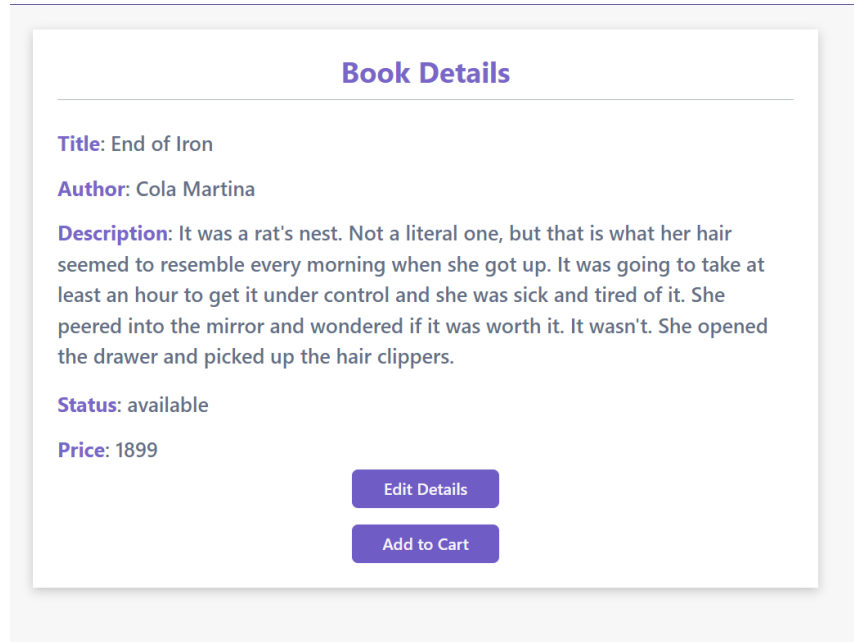 Book Details
Title: End of Iron
Author: Cola Martina
Description: It was a rat's nest. Not a literal one, but that is what her hair
seemed to resemble every morning when she got up. It was going to take at
least an hour to get it under control and she was sick and tired of it. She
peered into the mirror and wondered if it was worth it. It wasn't. She opened
the drawer and picked up the hair clippers.
Status: available
Price: 1899
Edit Details
Add to Cart